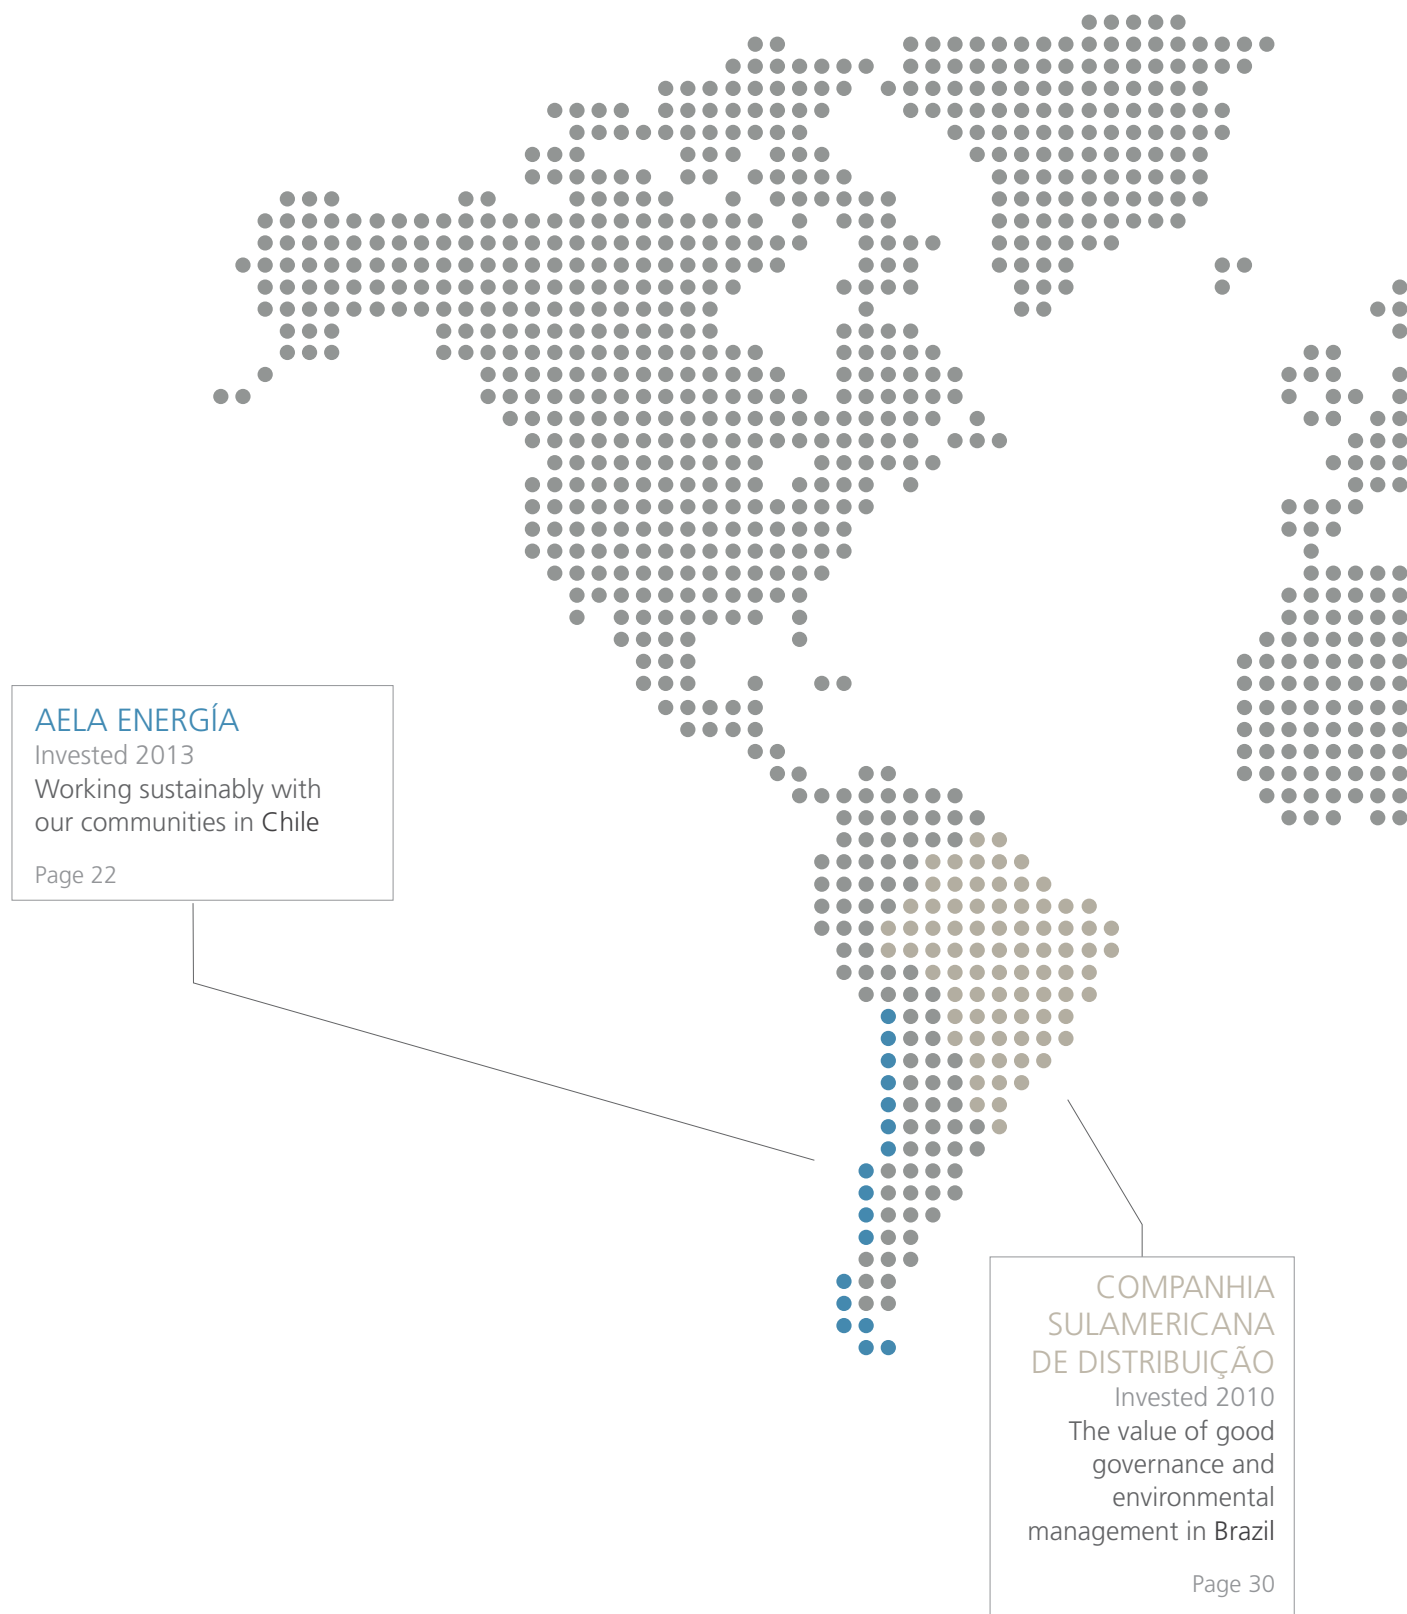 AELA ENERGÍA
Invested 2013
Working sustainably with
our communities in Chile
Page 22
COMPANHIA
SULAMERICANA
DE DISTRIBUIÇÃO
Invested 2010
The value of good
governance and
environmental
management in Brazil
Page 30